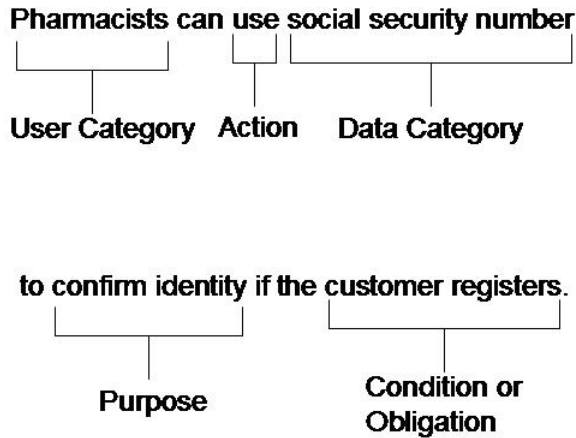 Pharmacists can use social security number
User Category Action Data Category
to confirm identity if the customer registers.
Purpose
Condition or
Obligation